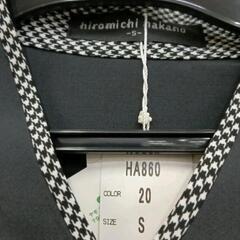 hiromichi nakano
-S-
HA860
COLOR 20
SIZE S